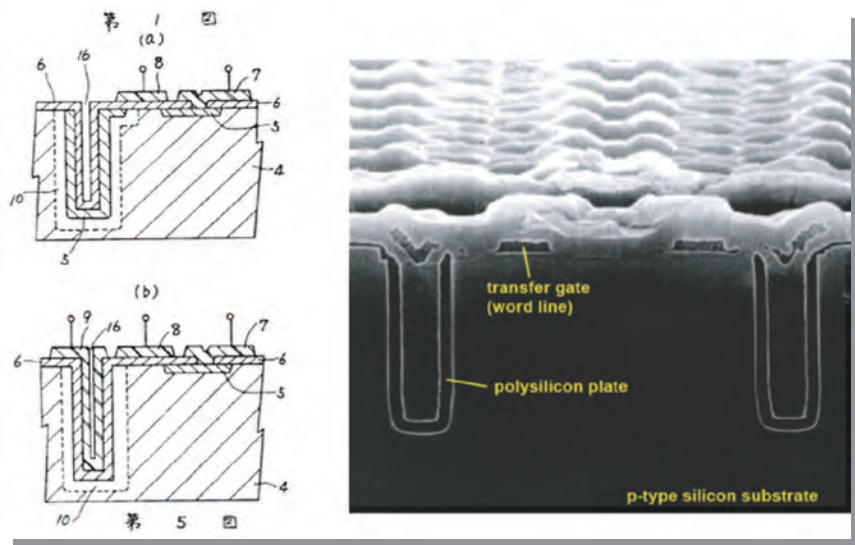 第 1 図
(a)
6
16
8
7
6
5
4
10
5
(b)
9
16
8
7
6
6
5
4
10
第 5 図
transfer gate
(word line)
polysilicon plate
p-type silicon substrate